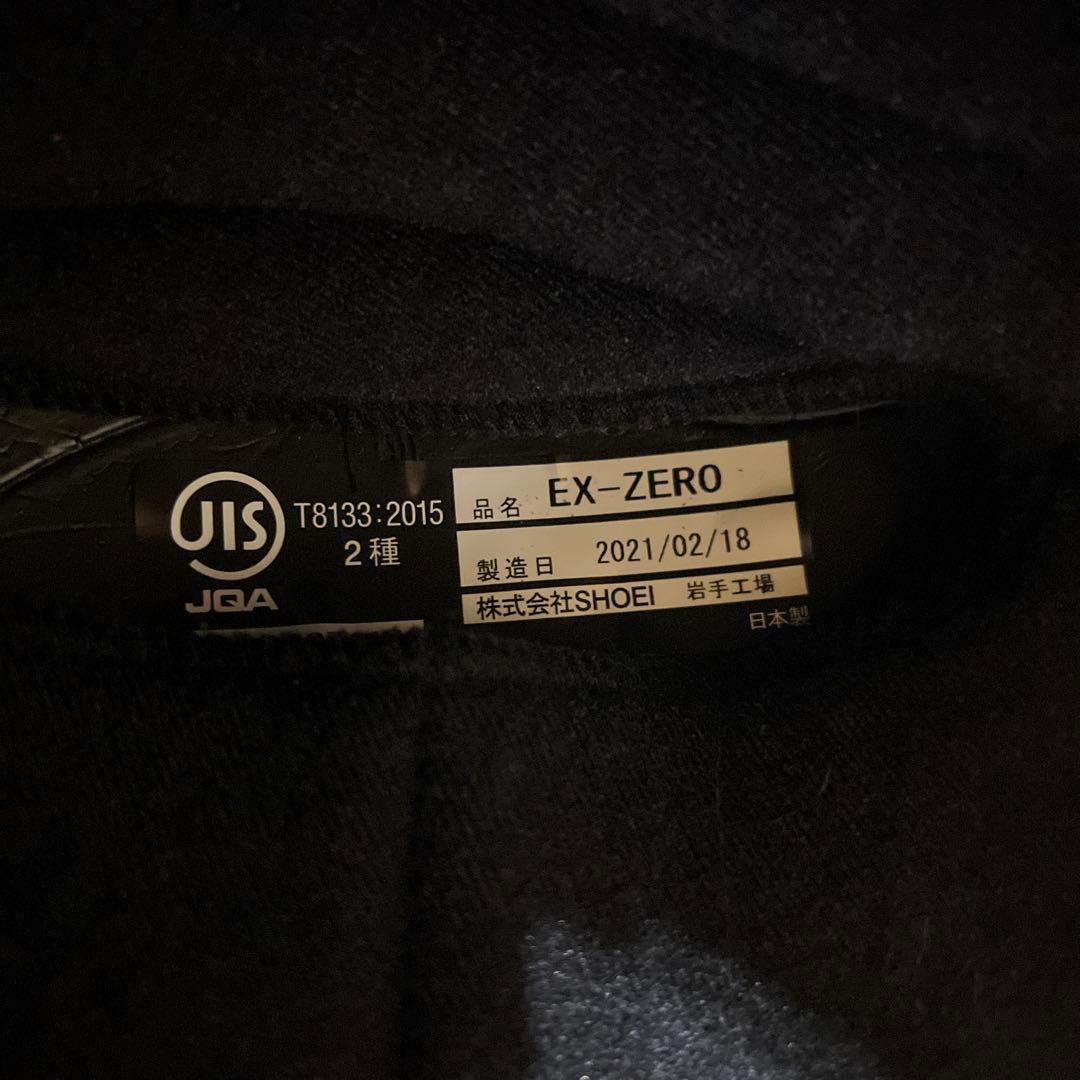 JIS
JQA
T8133:2015
2種
品名 EX-ZERO
製造日 2021/02/18
株式会社SHOEI 岩手工場
日本製